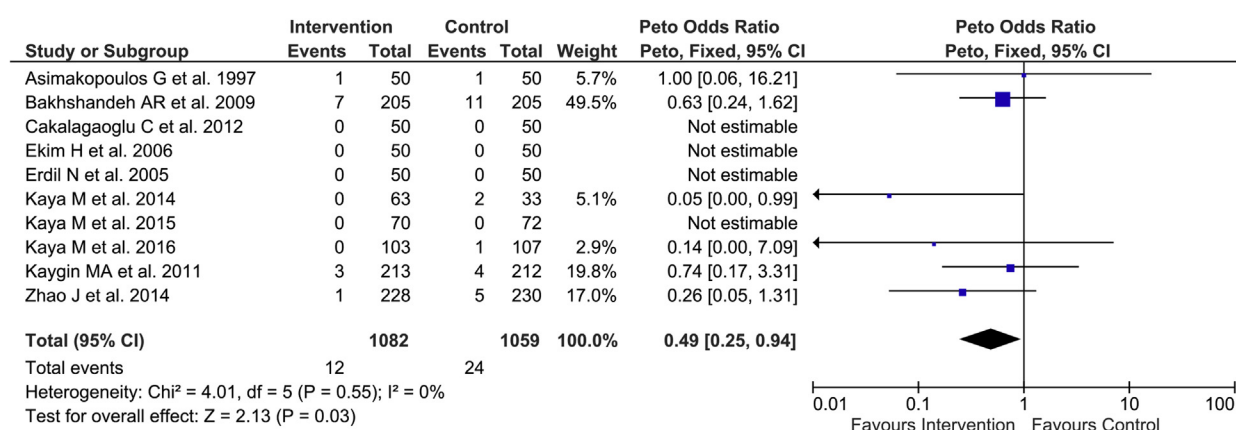 Intervention Control Peto Odds Ratio Peto Odds Ratio
Study or Subgroup Events Total Events Total Weight Peto, Fixed, 95% CI Peto, Fixed, 95% CI
Asimakopoulos G et al. 1997 1 50 1 50 5.7% 1.00 [0.06, 16.21]
Bakhshandeh AR et al. 2009 7 205 11 205 49.5% 0.63 [0.24, 1.62]
Cakalagaoglu C et al. 2012 0 50 0 50 Not estimable
Ekim H et al. 2006 0 50 0 50 Not estimable
Erdil N et al. 2005 0 50 0 50 Not estimable
Kaya M et al. 2014 0 63 2 33 5.1% 0.05 [0.00, 0.99]
Kaya M et al. 2015 0 70 0 72 Not estimable
Kaya M et al. 2016 0 103 1 107 2.9% 0.14 [0.00, 7.09]
Kaygin MA et al. 2011 3 213 4 212 19.8% 0.74 [0.17, 3.31]
Zhao J et al. 2014 1 228 5 230 17.0% 0.26 [0.05, 1.31]
Total (95% CI) 1082 1059 100.0% 0.49 [0.25, 0.94]
Total events 12 24
Heterogeneity: Chi² = 4.01, df = 5 (P = 0.55); I² = 0%
Test for overall effect: Z = 2.13 (P = 0.03)
0.01 0.1 1 10 100
Favours Intervention Favours Control